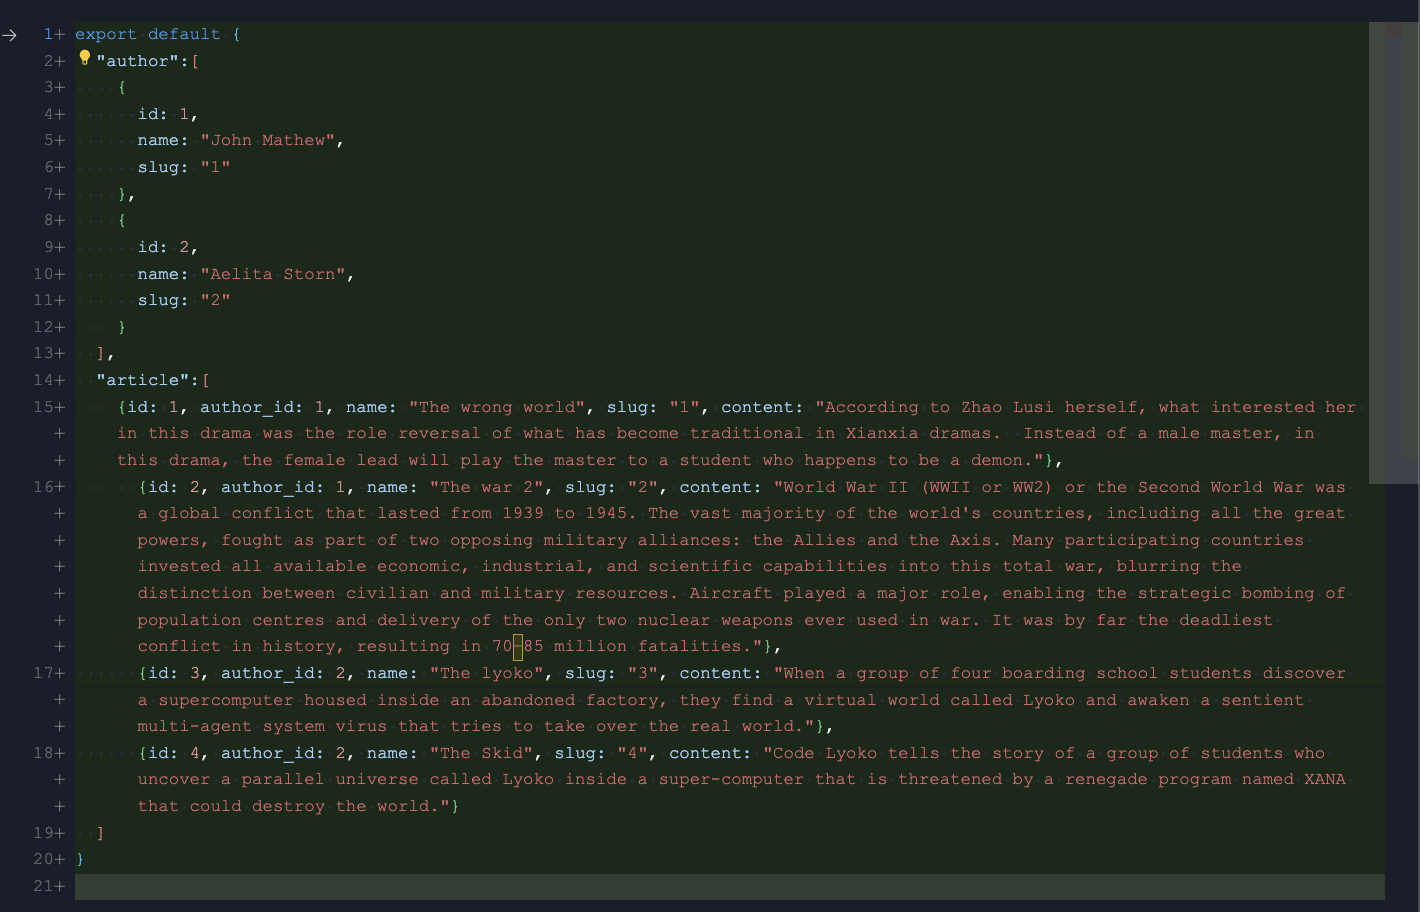 1+ export default {
2+ "author":[
3+ {
4+ id: 1,
5+ name: "John Mathew",
6+ slug: "1"
7+ },
8+ {
9+ id: 2,
10+ name: "Aelita Storn",
11+ slug: "2"
12+ }
13+ ],
14+ "article":[
15+ {id: 1, author_id: 1, name: "The wrong world", slug: "1", content: "According to Zhao Lusi herself, what interested her
+ in this drama was the role reversal of what has become traditional in Xianxia dramas.  Instead of a male master, in
+ this drama, the female lead will play the master to a student who happens to be a demon."},
16+ {id: 2, author_id: 1, name: "The war 2", slug: "2", content: "World War II (WWII or WW2) or the Second World War was
+ a global conflict that lasted from 1939 to 1945. The vast majority of the world's countries, including all the great
+ powers, fought as part of two opposing military alliances: the Allies and the Axis. Many participating countries
+ invested all available economic, industrial, and scientific capabilities into this total war, blurring the
+ distinction between civilian and military resources. Aircraft played a major role, enabling the strategic bombing of
+ population centres and delivery of the only two nuclear weapons ever used in war. It was by far the deadliest
+ conflict in history, resulting in 70–85 million fatalities."},
17+ {id: 3, author_id: 2, name: "The lyoko", slug: "3", content: "When a group of four boarding school students discover
+ a supercomputer housed inside an abandoned factory, they find a virtual world called Lyoko and awaken a sentient
+ multi-agent system virus that tries to take over the real world."},
18+ {id: 4, author_id: 2, name: "The Skid", slug: "4", content: "Code Lyoko tells the story of a group of students who
+ uncover a parallel universe called Lyoko inside a super-computer that is threatened by a renegade program named XANA
+ that could destroy the world."}
19+ ]
20+ }
21+